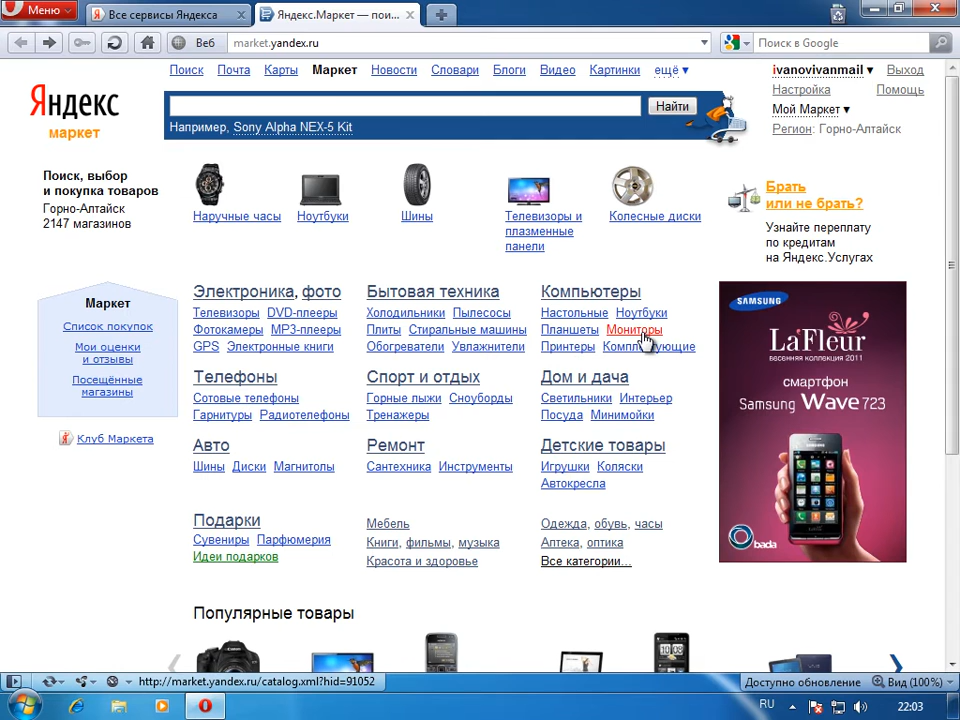 Меню
Все сервисы Яндекса
Яндекс.Маркет — пои...
Веб
market.yandex.ru
Поиск в Google
Поиск Почта Карты Маркет Новости Словари Блоги Видео Картинки ещё ▼
ivanovivanmail ▼ Выход
Настройка Помощь
Мой Маркет ▼
Регион: Горно-Алтайск
Яндекс
маркет
Найти
Например, Sony Alpha NEX-5 Kit
Поиск, выбор
и покупка товаров
Горно-Алтайск
2147 магазинов
Наручные часы
Ноутбуки
Шины
Телевизоры и
плазменные
панели
Колесные диски
Брать
или не брать?
Узнайте переплату
по кредитам
на Яндекс.Услугах
Маркет
Список покупок
Мои оценки
и отзывы
Посещённые
магазины
Клуб Маркета
Электроника, фото
Телевизоры DVD-плееры
Фотокамеры MP3-плееры
GPS Электронные книги
Бытовая техника
Холодильники Пылесосы
Плиты Стиральные машины
Обогреватели Увлажнители
Компьютеры
Настольные Ноутбуки
Планшеты Мониторы
Принтеры Комплектующие
Телефоны
Сотовые телефоны
Гарнитуры Радиотелефоны
Спорт и отдых
Горные лыжи Сноуборды
Тренажеры
Дом и дача
Светильники Интерьер
Посуда Минимойки
Авто
Шины Диски Магнитолы
Ремонт
Сантехника Инструменты
Детские товары
Игрушки Коляски
Автокресла
Подарки
Сувениры Парфюмерия
Идеи подарков
Мебель
Книги, фильмы, музыка
Красота и здоровье
Одежда, обувь, часы
Аптека, оптика
Все категории...
SAMSUNG
LaFleur
весенняя коллекция 2011
смартфон
Samsung Wave 723
bada
Популярные товары
http://market.yandex.ru/catalog.xml?hid=91052
Доступно обновление
Вид (100%)
RU
22:03